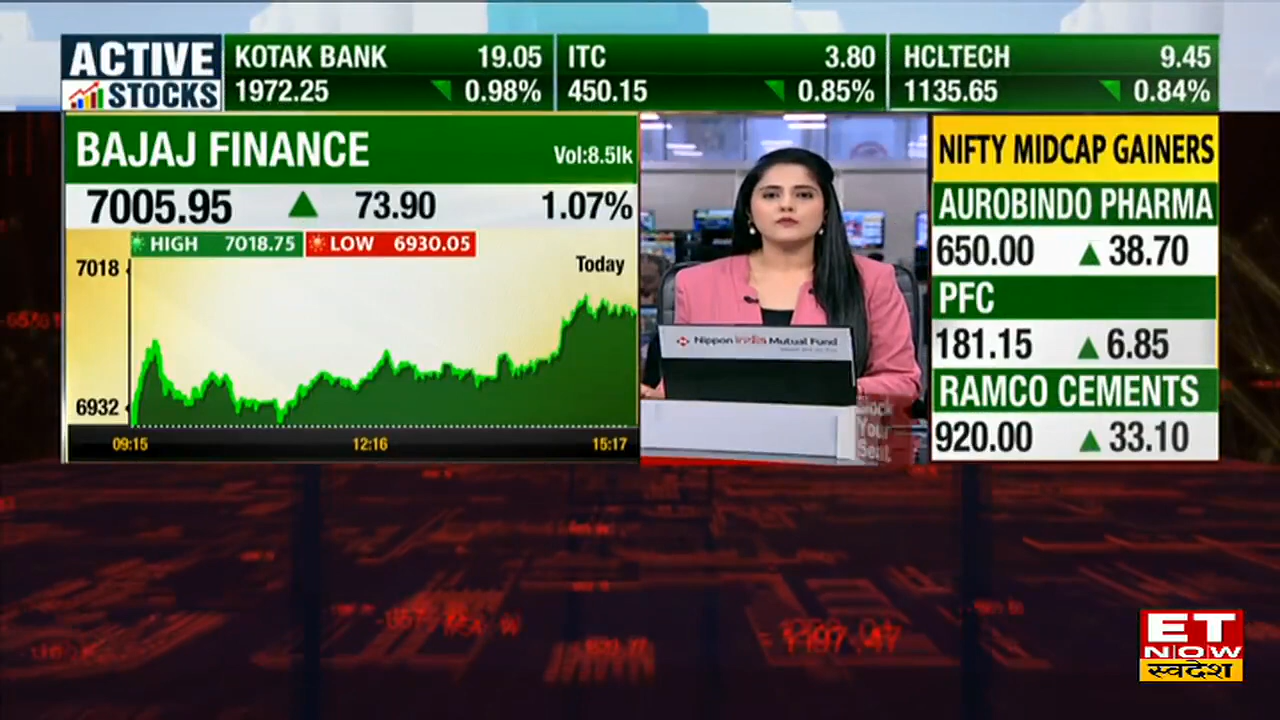 ACTIVE STOCKS
KOTAK BANK 19.05
1972.25 0.98%
ITC 3.80
450.15 0.85%
HCLTECH 9.45
1135.65 0.84%
BAJAJ FINANCE Vol:8.5lk
7005.95 73.90 1.07%
HIGH 7018.75 LOW 6930.05
Today
7018
6932
09:15 12:16 15:17
Nippon india Mutual Fund
Block
Your
Seat
NIFTY MIDCAP GAINERS
AUROBINDO PHARMA
650.00 38.70
PFC
181.15 6.85
RAMCO CEMENTS
920.00 33.10
ET
NOW
स्वदेश